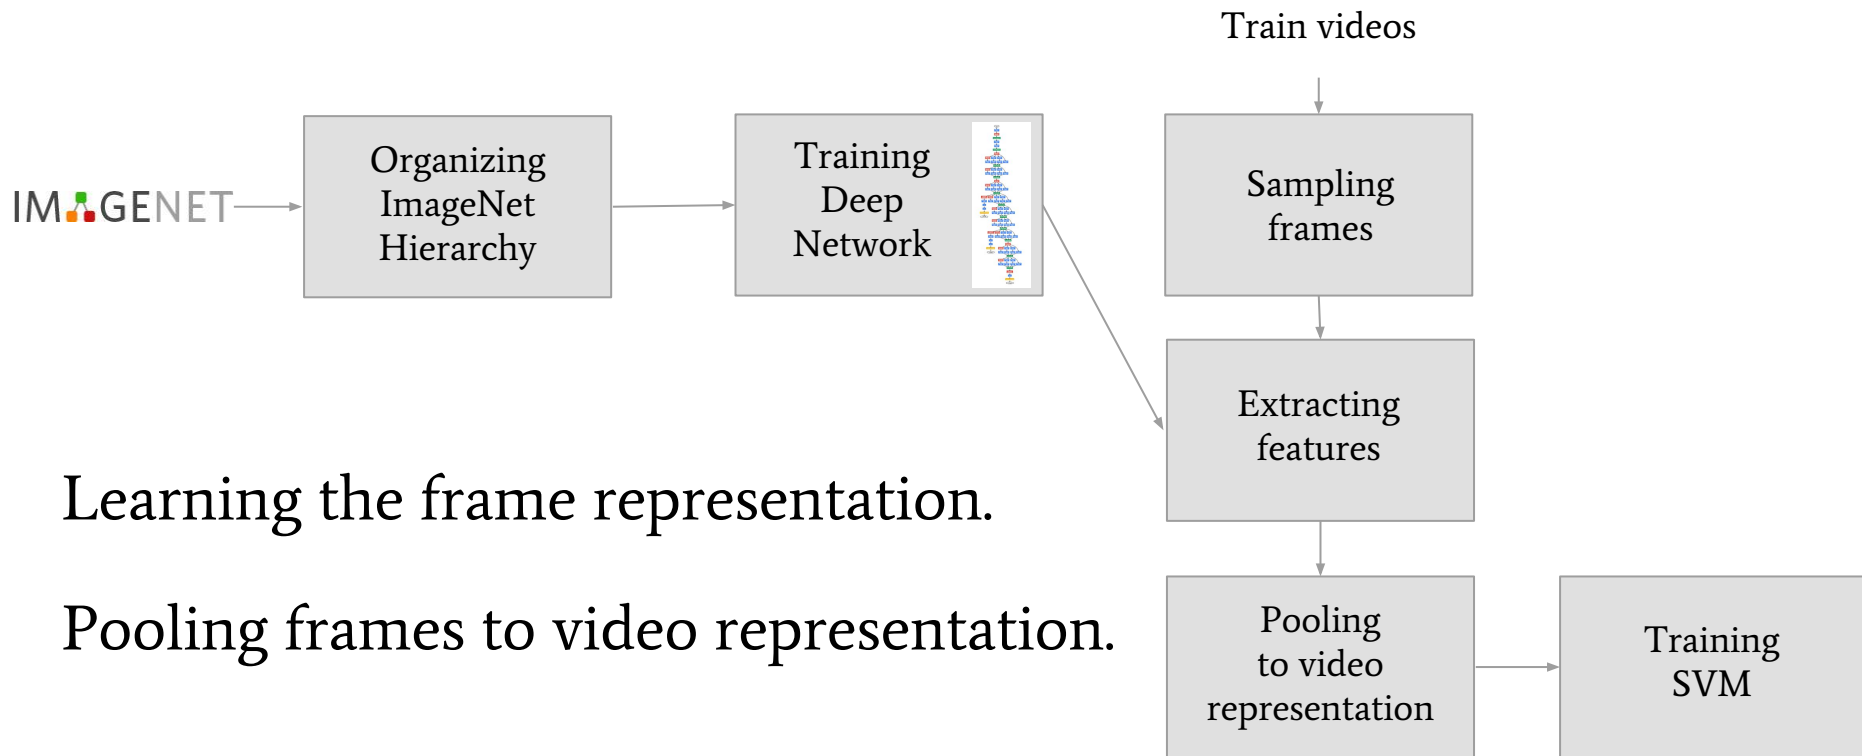 Train videos
IMAGENET
Organizing
ImageNet
Hierarchy
Training
Deep
Network
Sampling
frames
Extracting
features
Learning the frame representation.
Pooling frames to video representation.
Pooling
to video
representation
Training
SVM